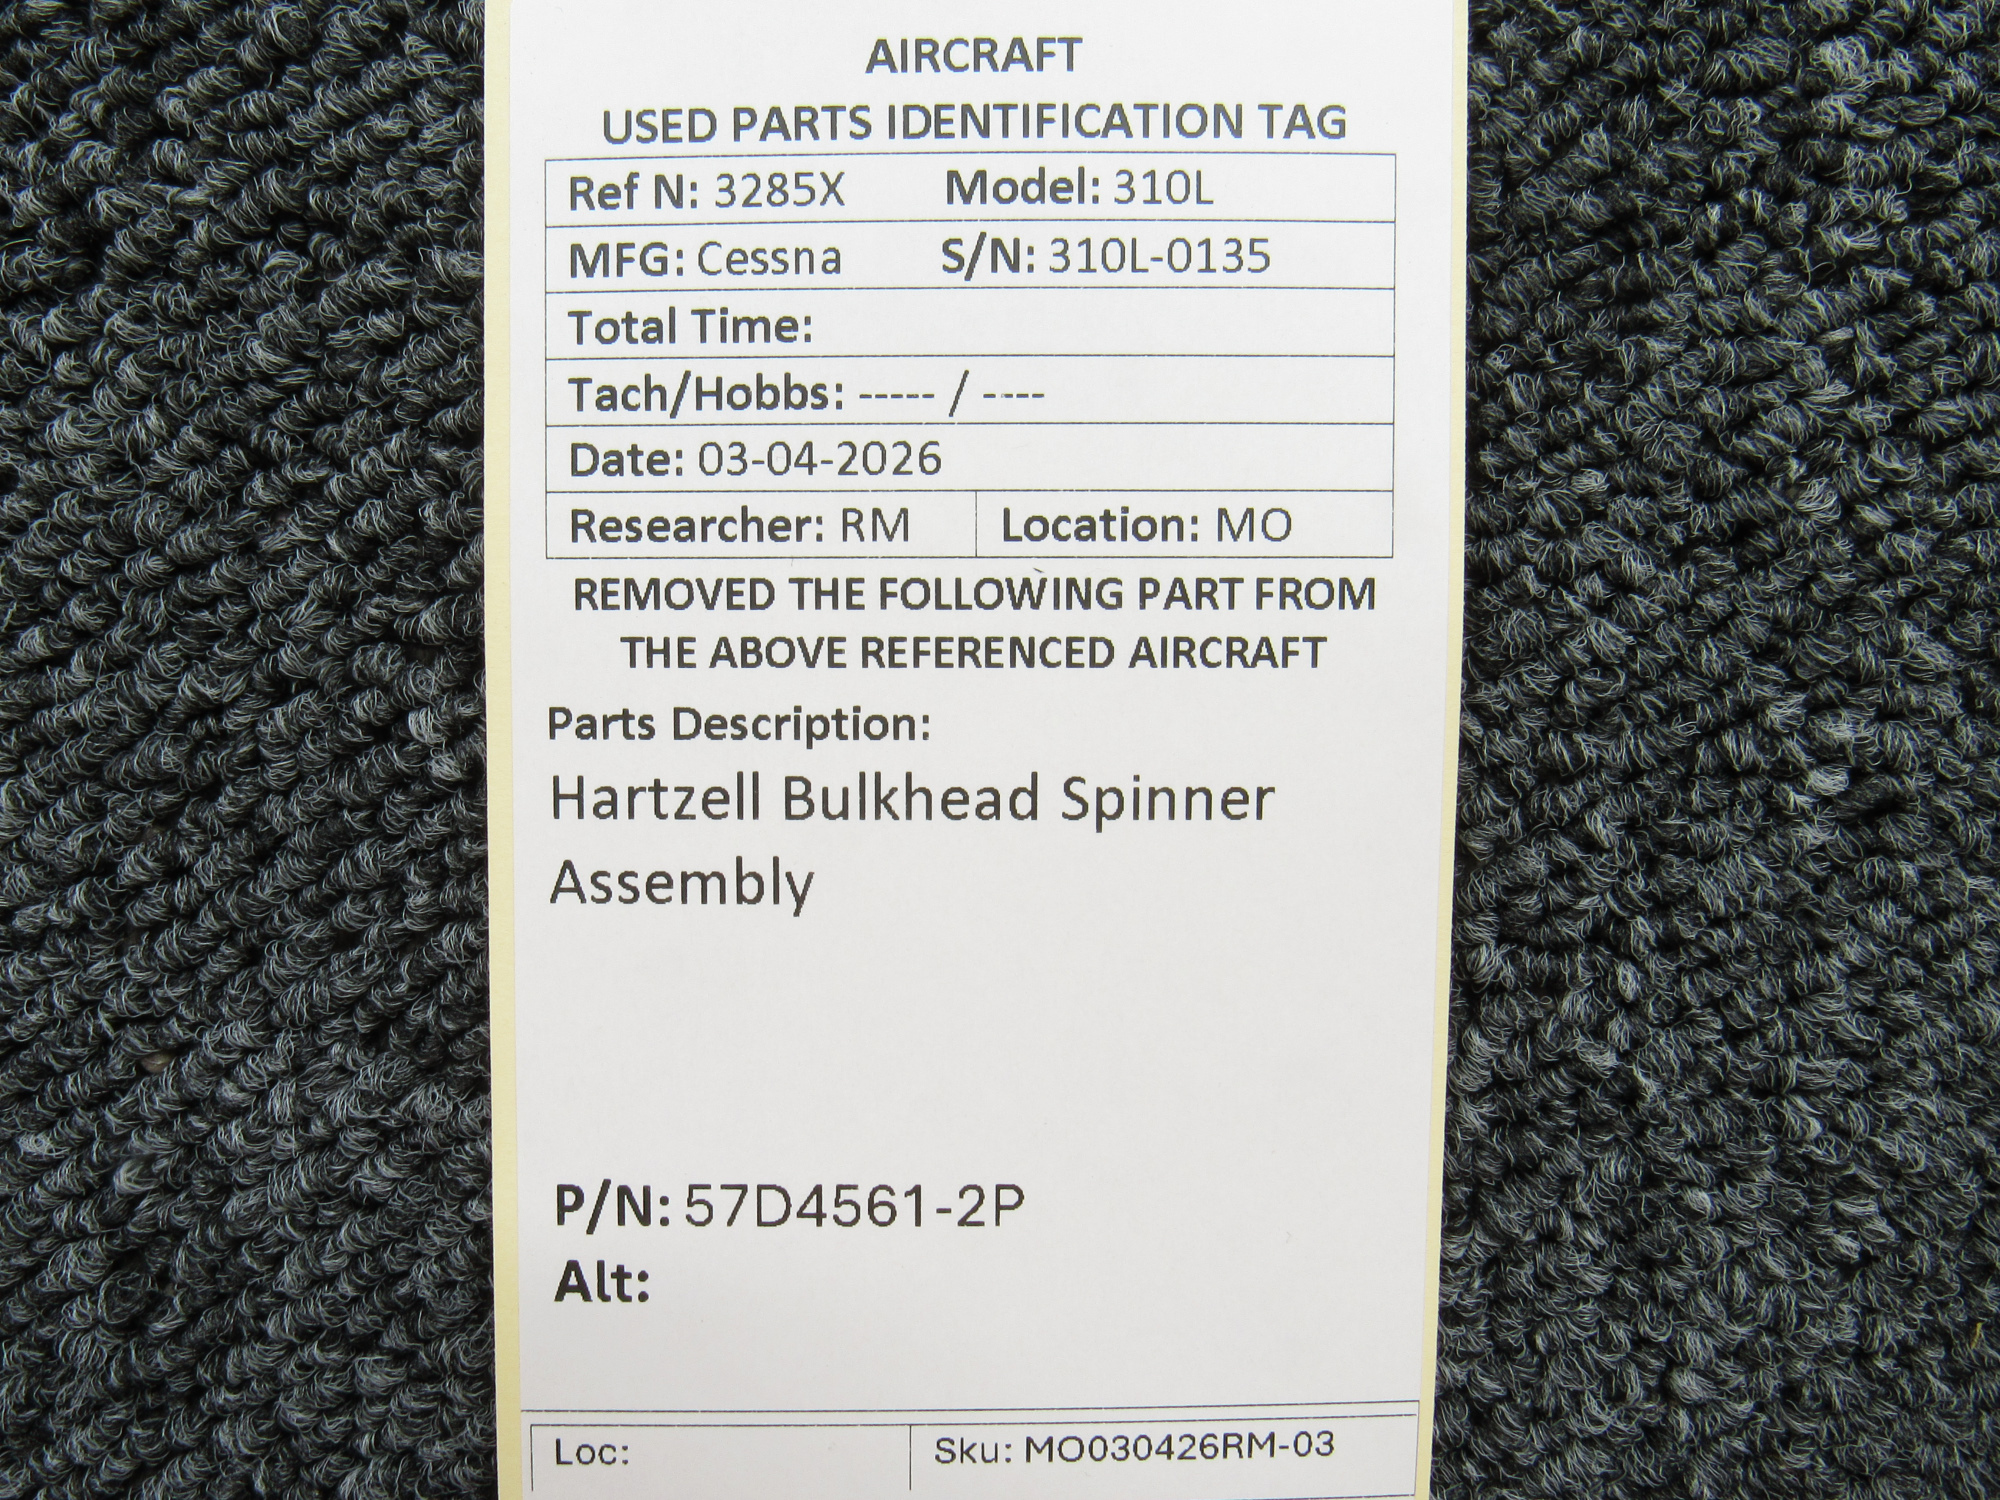 AIRCRAFT
USED PARTS IDENTIFICATION TAG
Ref N: 3285X Model: 310L
MFG: Cessna S/N: 310L-0135
Total Time:
Tach/Hobbs: ----- / ----
Date: 03-04-2026
Researcher: RM Location: MO
REMOVED THE FOLLOWING PART FROM
THE ABOVE REFERENCED AIRCRAFT
Parts Description:
Hartzell Bulkhead Spinner
Assembly
P/N: 57D4561-2P
Alt:
Loc: Sku: MO030426RM-03